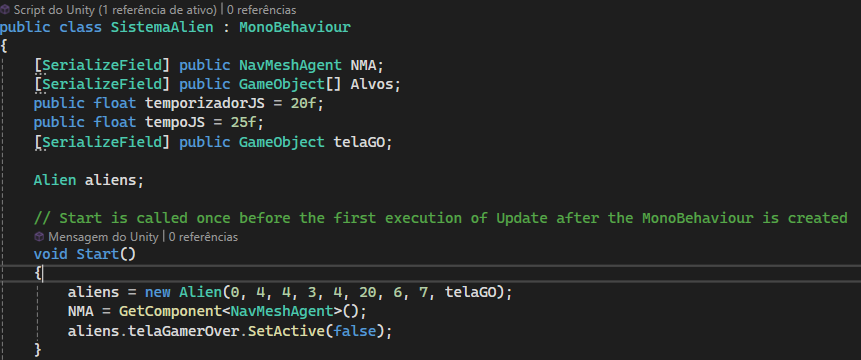 Script do Unity (1 referência de ativo) | 0 referências
public class SistemaAlien : MonoBehaviour
{
[SerializeField] public NavMeshAgent NMA;
[SerializeField] public GameObject[] Alvos;
public float temporizadorJS = 20f;
public float tempoJS = 25f;
[SerializeField] public GameObject telaGO;
Alien aliens;
// Start is called once before the first execution of Update after the MonoBehaviour is created
Mensagem do Unity | 0 referências
void Start()
{
aliens = new Alien(0, 4, 4, 3, 4, 20, 6, 7, telaGO);
NMA = GetComponent<NavMeshAgent>();
aliens.telaGamerOver.SetActive(false);
}